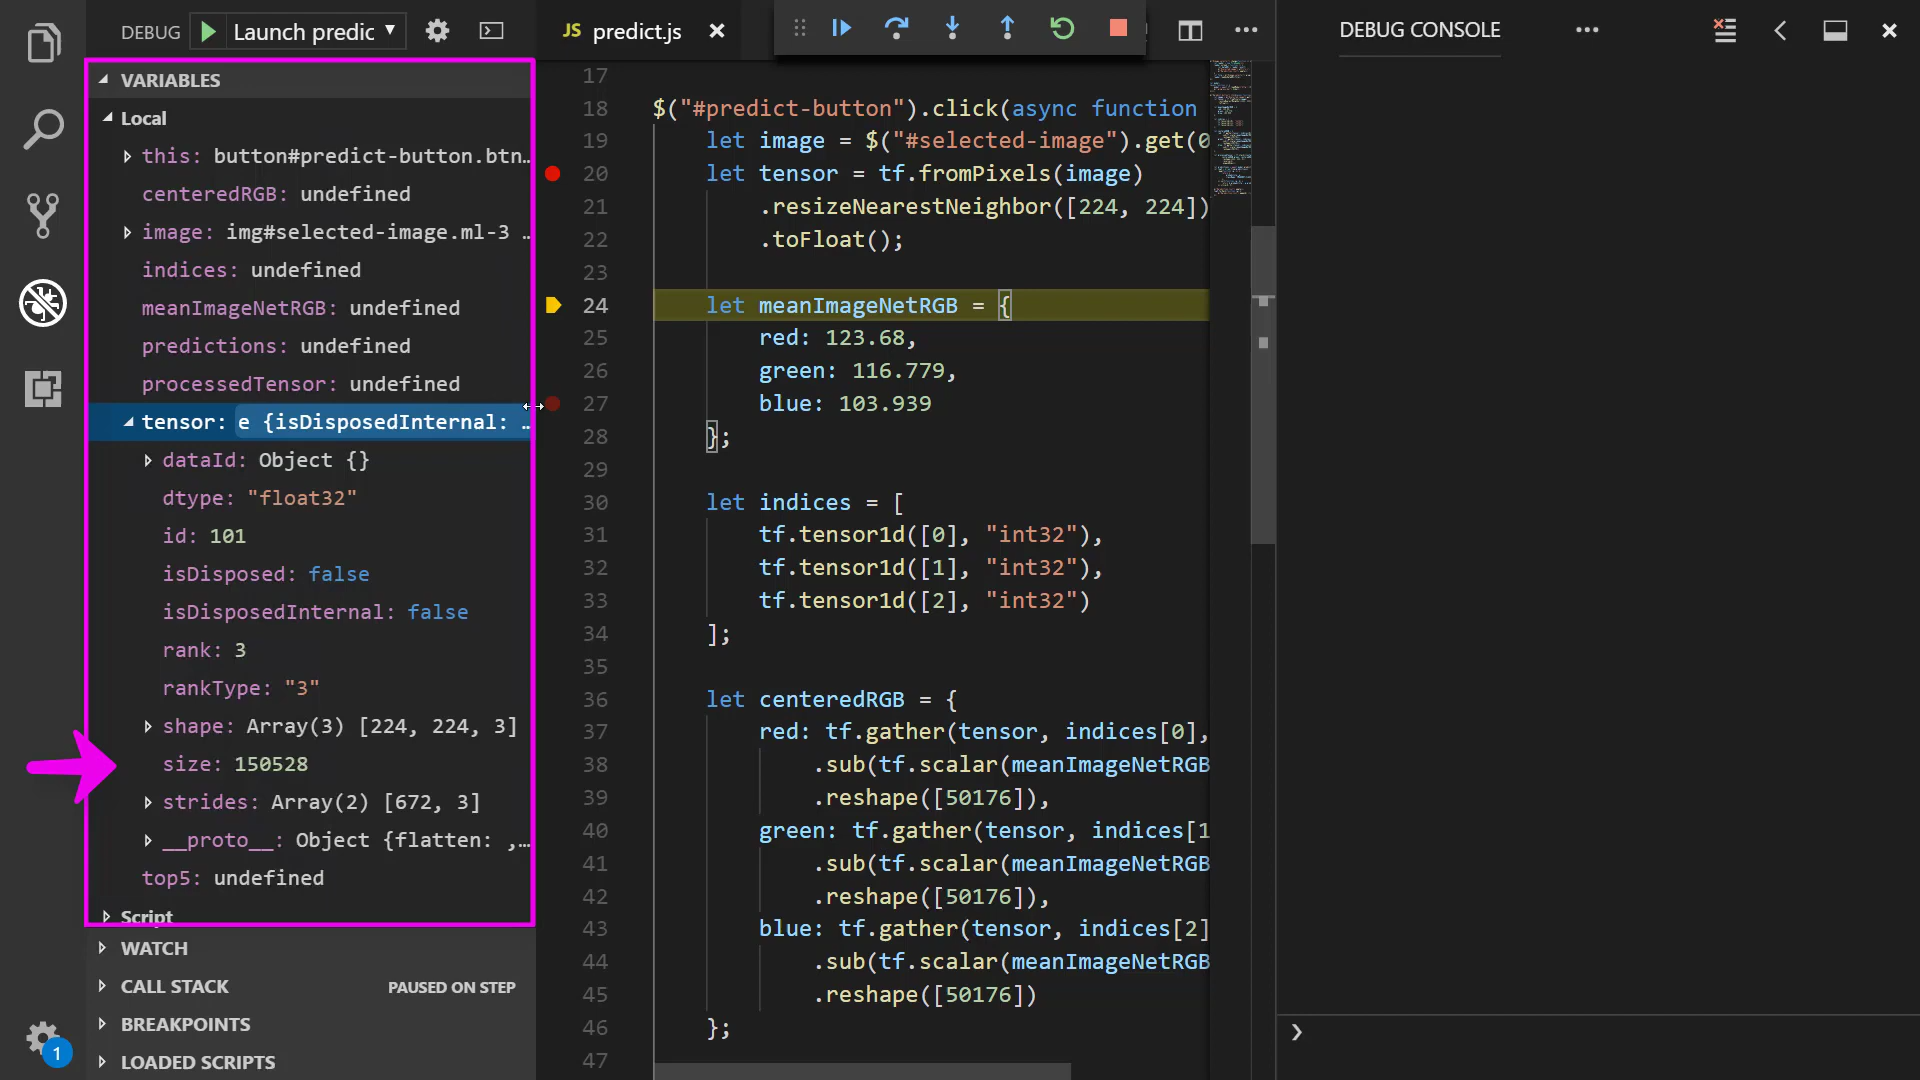 DEBUG
Launch predic
VARIABLES
Local
this: button#predict-button.btn…
centeredRGB: undefined
image: img#selected-image.ml-3 …
indices: undefined
meanImageNetRGB: undefined
predictions: undefined
processedTensor: undefined
tensor: e {isDisposedInternal: …
dataId: Object {}
dtype: "float32"
id: 101
isDisposed: false
isDisposedInternal: false
rank: 3
rankType: "3"
shape: Array(3) [224, 224, 3]
size: 150528
strides: Array(2) [672, 3]
__proto__: Object {flatten: ,…
top5: undefined
Script
WATCH
CALL STACK PAUSED ON STEP
BREAKPOINTS
LOADED SCRIPTS
1
JS predict.js
17
18 $("#predict-button").click(async function
19 let image = $("#selected-image").get(0
20 let tensor = tf.fromPixels(image)
21 .resizeNearestNeighbor([224, 224])
22 .toFloat();
23
24 let meanImageNetRGB = {
25 red: 123.68,
26 green: 116.779,
27 blue: 103.939
28 };
29
30 let indices = [
31 tf.tensor1d([0], "int32"),
32 tf.tensor1d([1], "int32"),
33 tf.tensor1d([2], "int32")
34 ];
35
36 let centeredRGB = {
37 red: tf.gather(tensor, indices[0],
38 .sub(tf.scalar(meanImageNetRGB
39 .reshape([50176]),
40 green: tf.gather(tensor, indices[1
41 .sub(tf.scalar(meanImageNetRGB
42 .reshape([50176]),
43 blue: tf.gather(tensor, indices[2]
44 .sub(tf.scalar(meanImageNetRGB
45 .reshape([50176])
46 };
47
DEBUG CONSOLE